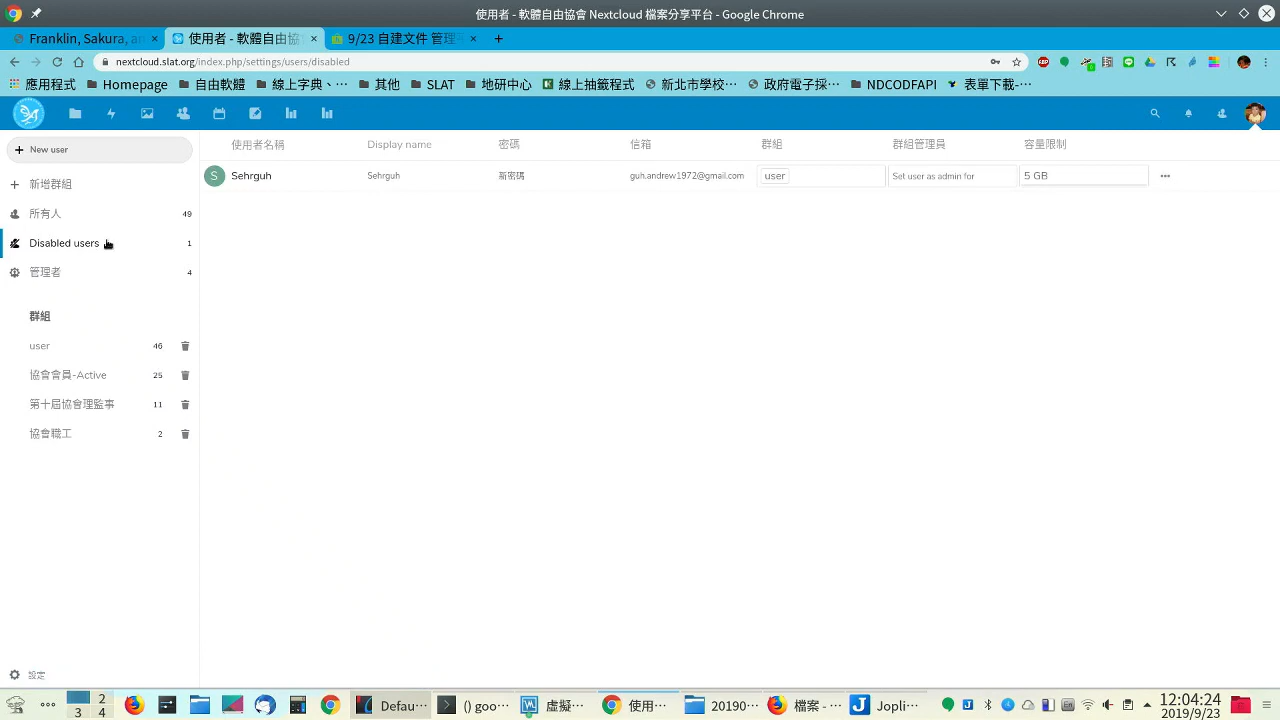 使用者 - 軟體自由協會 Nextcloud 檔案分享平台 - Google Chrome
Franklin, Sakura, an
使用者 - 軟體自由協
9/23 自建文件 管理
nextcloud.slat.org/index.php/settings/users/disabled
應用程式 Homepage 自由軟體 線上字典、… 其他 SLAT 地研中心 線上抽籤程式 新北市學校… 政府電子採… NDCODFAPI 表單下載-…
New user
使用者名稱 Display name 密碼 信箱 群組 群組管理員 容量限制
S Sehrguh Sehrguh 新密碼 guh.andrew1972@gmail.com user Set user as admin for 5 GB
新增群組
所有人 49
Disabled users 1
管理者 4
群組
user 46
協會會員-Active 25
第十屆協會理監事 11
協會職工 2
設定
2
3 4
Defau…
() goo…
虛擬…
使用…
20190…
檔案 -…
Jopli…
12:04:24
2019/9/23